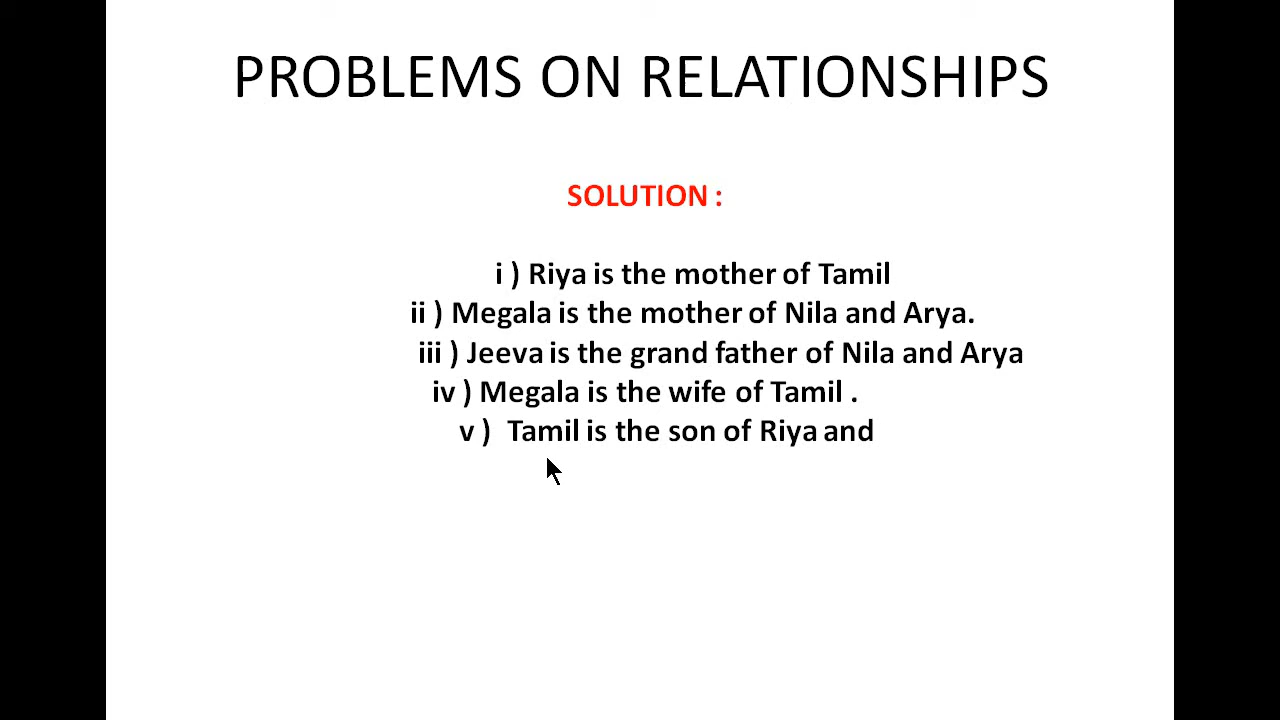 PROBLEMS ON RELATIONSHIPS
SOLUTION :
i ) Riya is the mother of Tamil
ii ) Megala is the mother of Nila and Arya.
iii ) Jeeva is the grand father of Nila and Arya
iv ) Megala is the wife of Tamil .
v ) Tamil is the son of Riya and